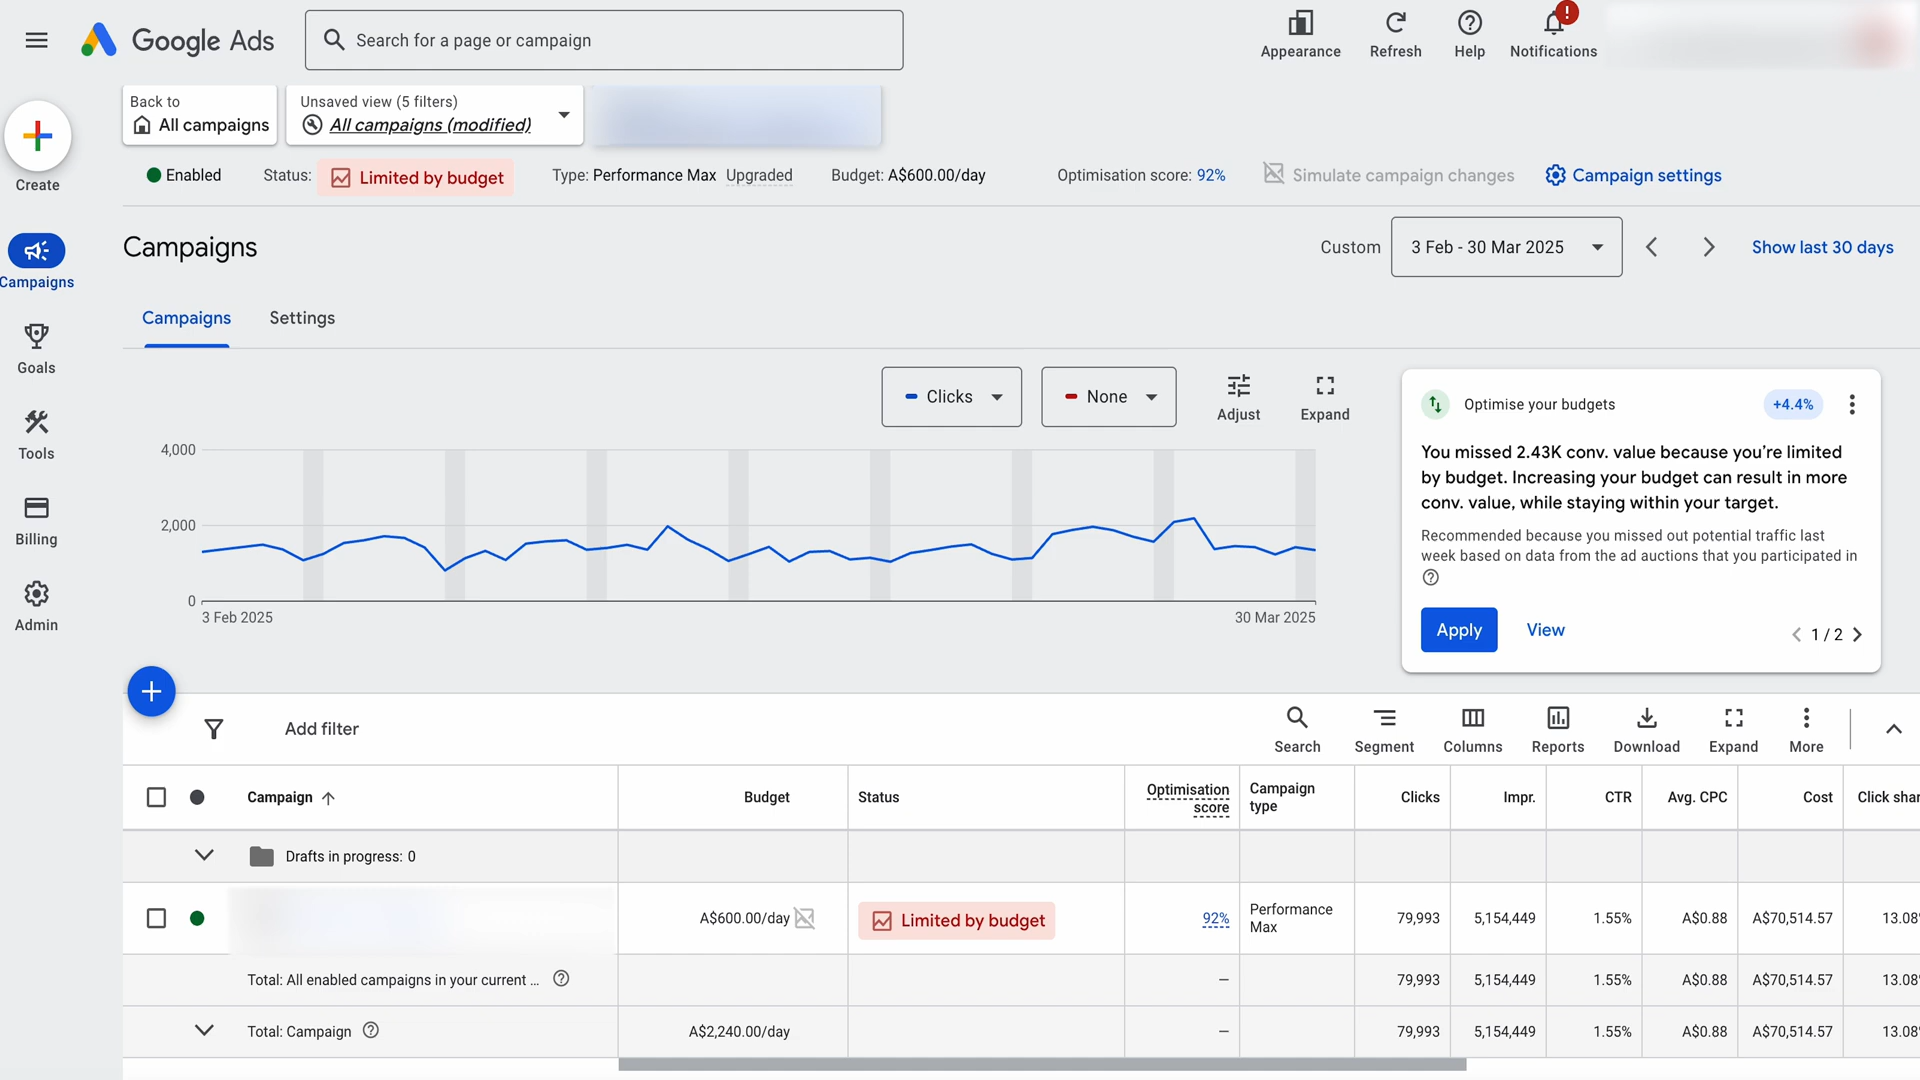 Google Ads
Search for a page or campaign
Appearance
Refresh
Help
!
Notifications
Create
Campaigns
Goals
Tools
Billing
Admin
Back to
All campaigns
Unsaved view (5 filters)
All campaigns (modified)
Enabled
Status:
Limited by budget
Type: Performance Max Upgraded
Budget: A$600.00/day
Optimisation score: 92%
Simulate campaign changes
Campaign settings
Campaigns
Custom
3 Feb - 30 Mar 2025
Show last 30 days
Campaigns
Settings
Clicks
None
Adjust
Expand
4,000
2,000
0
3 Feb 2025
30 Mar 2025
Optimise your budgets
+4.4%
You missed 2.43K conv. value because you're limited
by budget. Increasing your budget can result in more
conv. value, while staying within your target.
Recommended because you missed out potential traffic last
week based on data from the ad auctions that you participated in
Apply
View
1 / 2
Add filter
Search
Segment
Columns
Reports
Download
Expand
More
Campaign
Budget
Status
Optimisation
score
Campaign
type
Clicks
Impr.
CTR
Avg. CPC
Cost
Click shar
Drafts in progress: 0
A$600.00/day
Limited by budget
92%
Performance
Max
79,993
5,154,449
1.55%
A$0.88
A$70,514.57
13.08%
Total: All enabled campaigns in your current ...
–
79,993
5,154,449
1.55%
A$0.88
A$70,514.57
13.08%
Total: Campaign
A$2,240.00/day
–
79,993
5,154,449
1.55%
A$0.88
A$70,514.57
13.08%